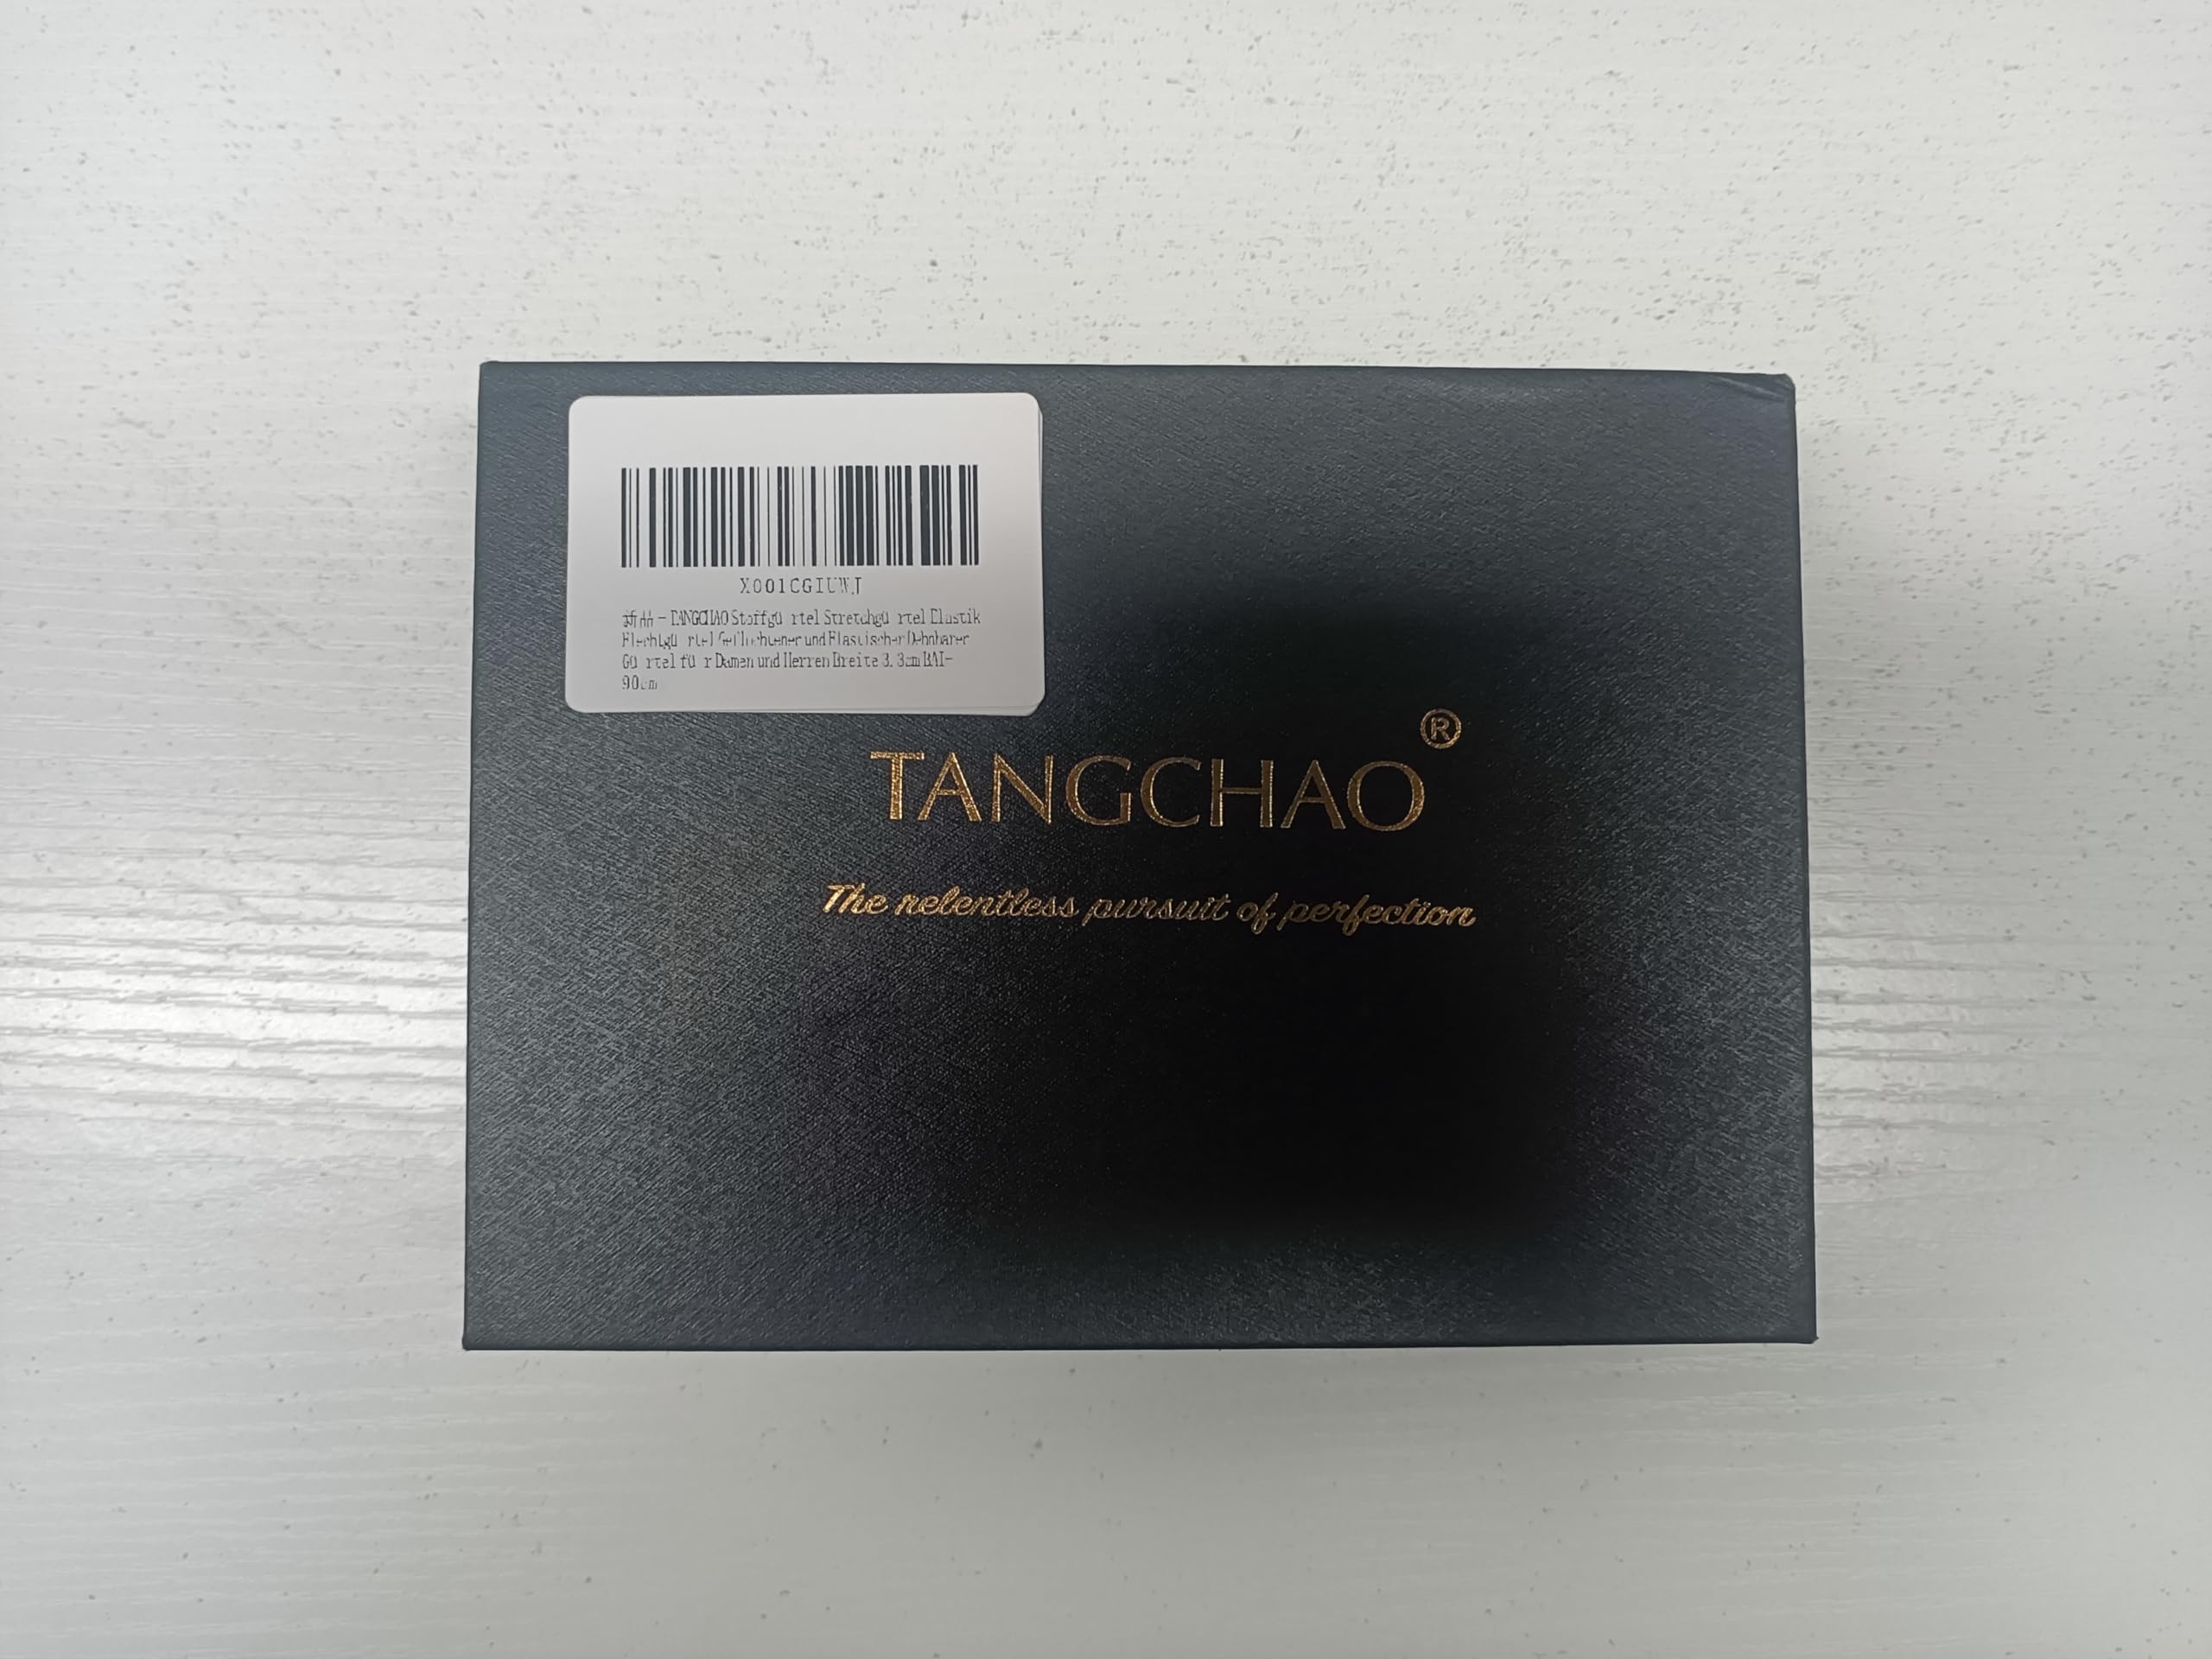 X001CGIUWJ
新品 - TANGCHAO Stoffgü rtel Stretchgü rtel Elastik
Flechtgü rtel Geflochtener und Elastischer Dehnbarer
Gü rtel fü r Damen und Herren Breite 3. 3cm BAI-
90cm
TANGCHAO®
The relentless pursuit of perfection